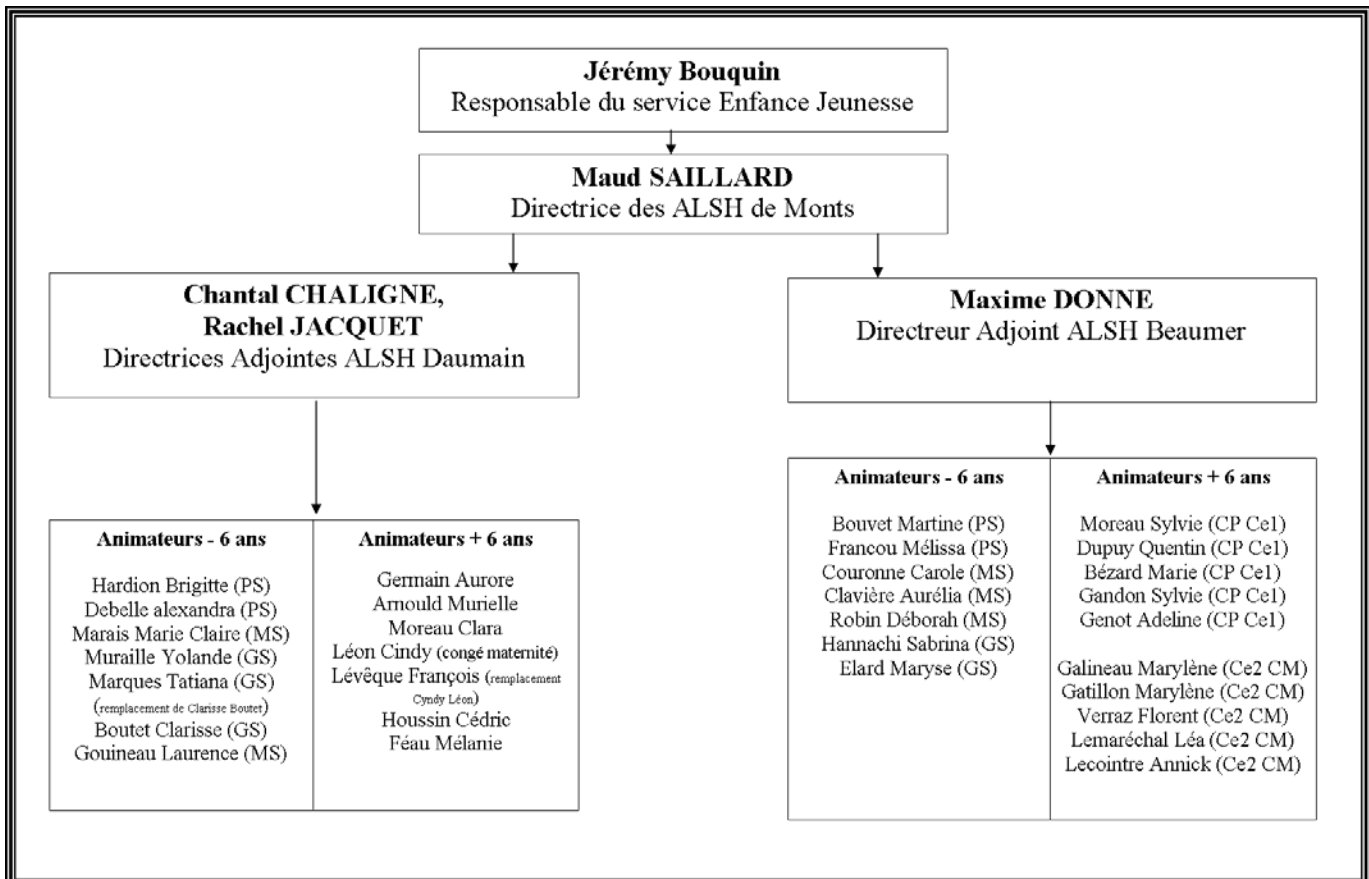 Jérémy Bouquin
Responsable du service Enfance Jeunesse
Maud SAILLARD
Directrice des ALSH de Monts
Chantal CHALIGNE,
Rachel JACQUET
Directrices Adjointes ALSH Daumain
Maxime DONNE
Directreur Adjoint ALSH Beaumer
Animateurs - 6 ans
Hardion Brigitte (PS)
Debelle alexandra (PS)
Marais Marie Claire (MS)
Muraille Yolande (GS)
Marques Tatiana (GS)
(remplacement de Clarisse Boutet)
Boutet Clarisse (GS)
Gouineau Laurence (MS)
Animateurs + 6 ans
Germain Aurore
Arnould Murielle
Moreau Clara
Léon Cindy (congé maternité)
Lévêque François (remplacement
Cyndy Léon)
Houssin Cédric
Féau Mélanie
Animateurs - 6 ans
Bouvet Martine (PS)
Francou Mélissa (PS)
Couronne Carole (MS)
Clavière Aurélia (MS)
Robin Déborah (MS)
Hannachi Sabrina (GS)
Elard Maryse (GS)
Animateurs + 6 ans
Moreau Sylvie (CP Ce1)
Dupuy Quentin (CP Ce1)
Bézard Marie (CP Ce1)
Gandon Sylvie (CP Ce1)
Genot Adeline (CP Ce1)
Galineau Marylène (Ce2 CM)
Gatillon Marylène (Ce2 CM)
Verraz Florent (Ce2 CM)
Lemaréchal Léa (Ce2 CM)
Lecointre Annick (Ce2 CM)